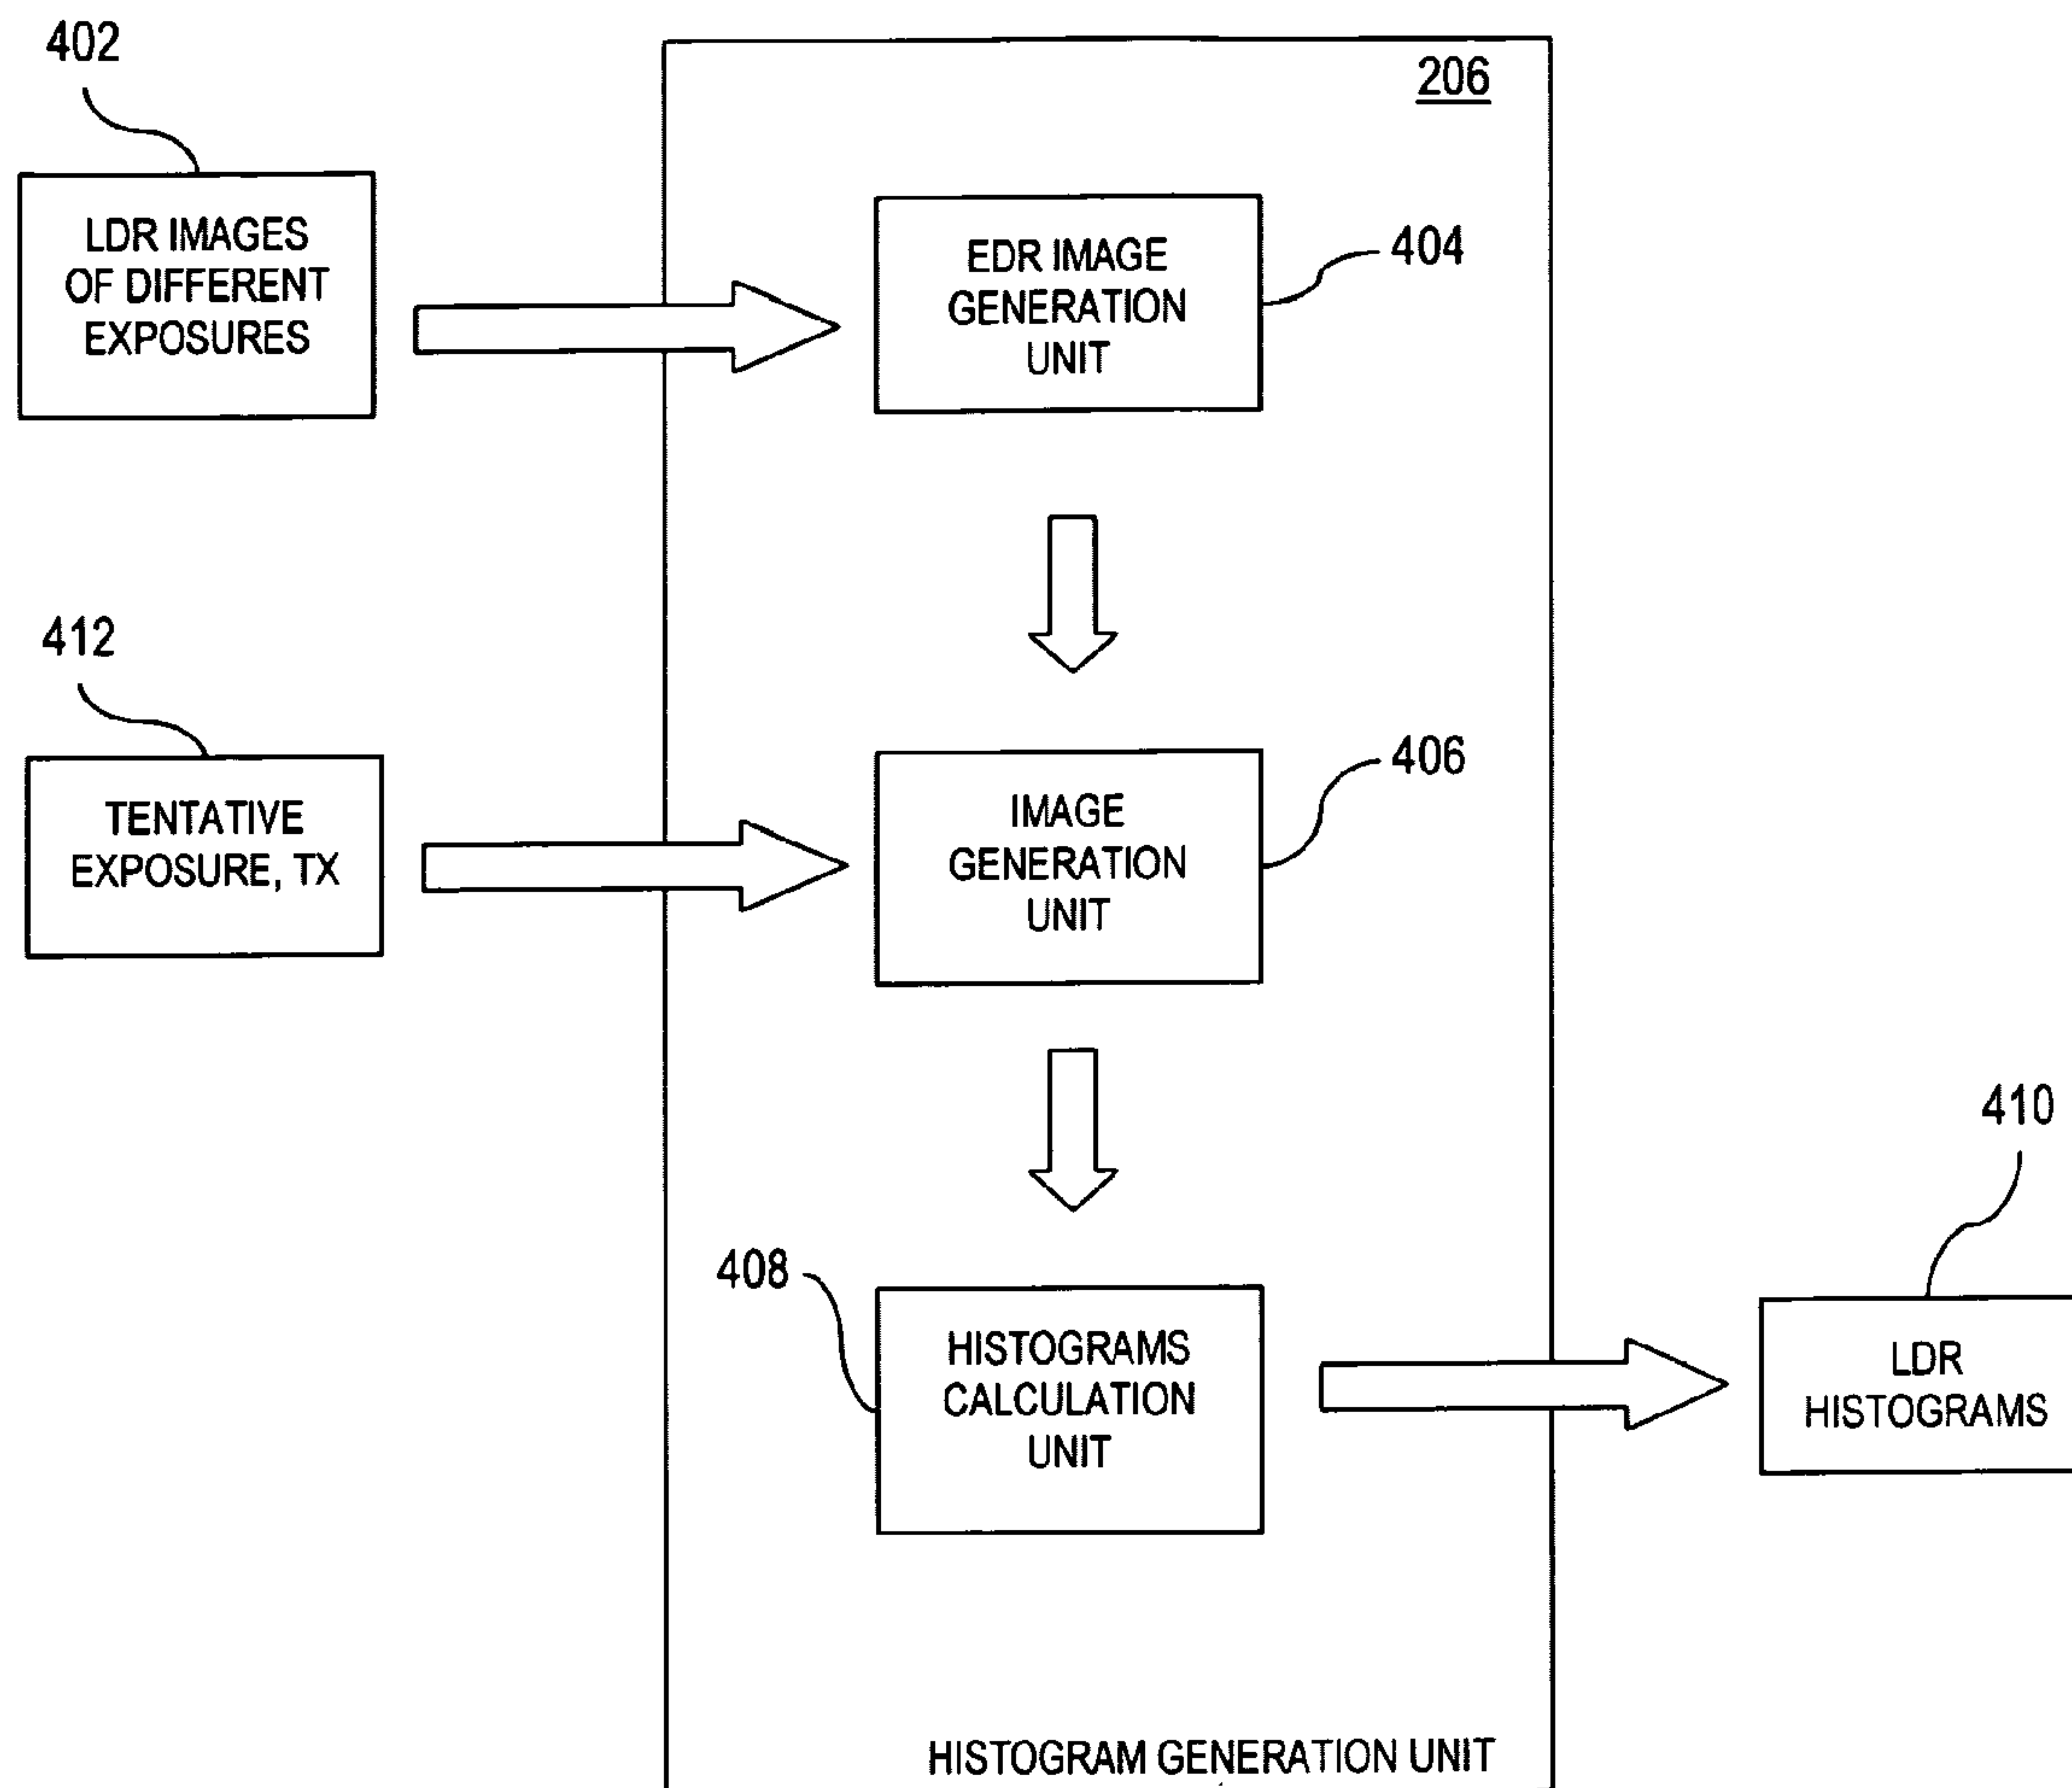 402
206
LDR IMAGES
OF DIFFERENT
EXPOSURES
EDR IMAGE
GENERATION
UNIT
404
412
TENTATIVE
EXPOSURE, TX
IMAGE
GENERATION
UNIT
406
408
HISTOGRAMS
CALCULATION
UNIT
410
LDR
HISTOGRAMS
HISTOGRAM GENERATION UNIT